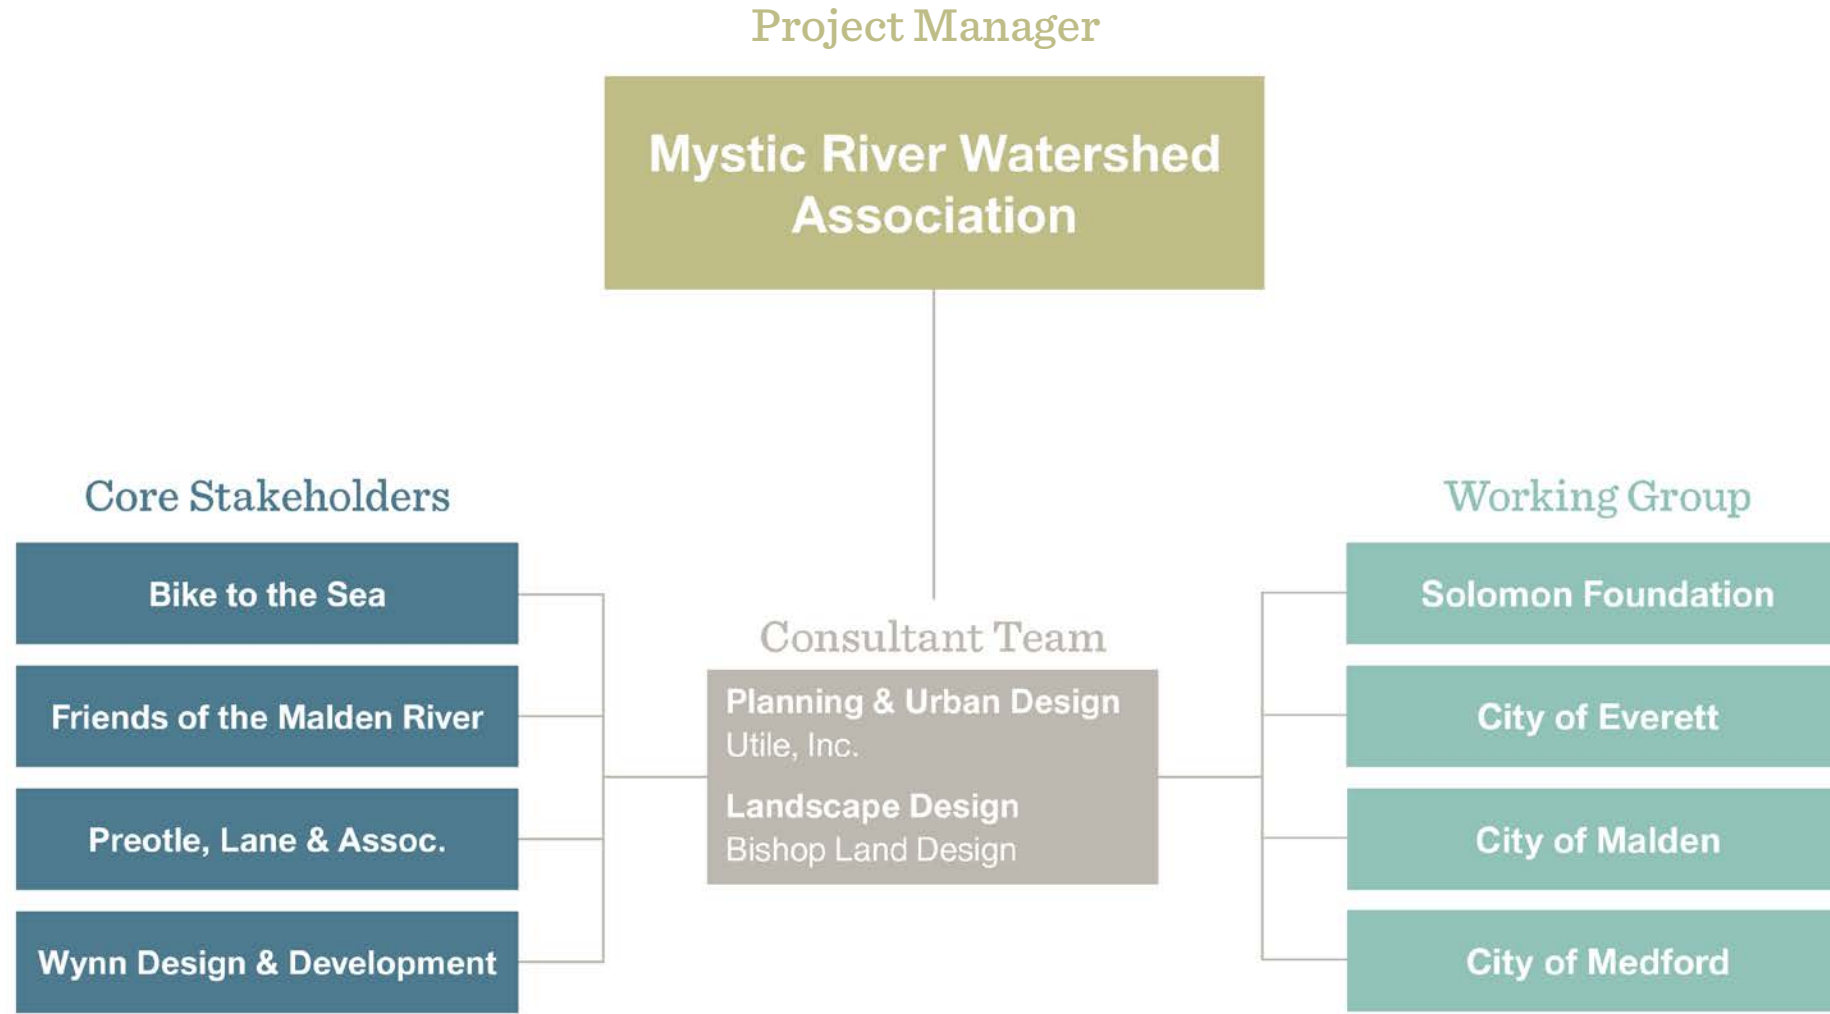 Project Manager
Mystic River Watershed
Association
Core Stakeholders
Bike to the Sea
Friends of the Malden River
Preotle, Lane & Assoc.
Wynn Design & Development
Consultant Team
Planning & Urban Design
Utile, Inc.
Landscape Design
Bishop Land Design
Working Group
Solomon Foundation
City of Everett
City of Malden
City of Medford